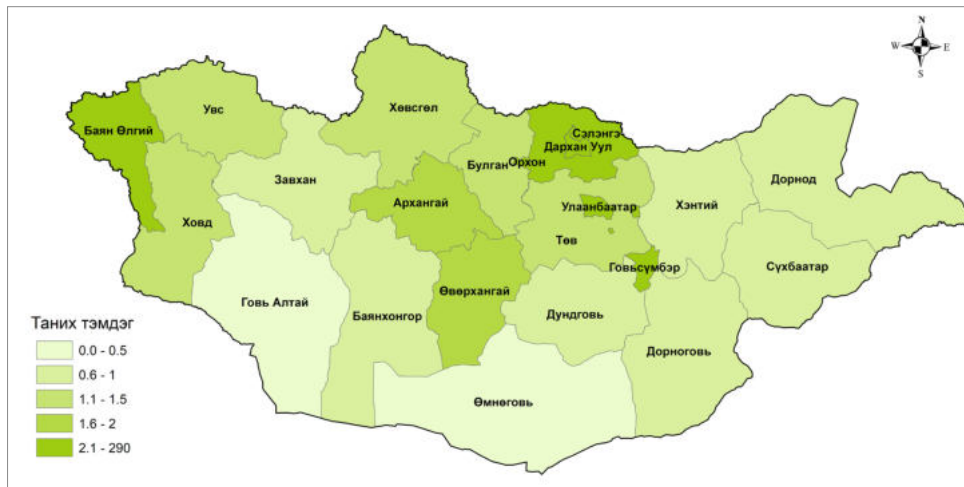 N
W E
S
Баян Өлгий
Увс
Хөвсгөл
Ховд
Завхан
Архангай
Булган
Орхон
Сэлэнгэ
Дархан Уул
Улаанбаатар
Төв
Хэнтий
Дорнод
Сүхбаатар
Говьсүмбэр
Говь Алтай
Баянхонгор
Өвөрхангай
Дундговь
Дорноговь
Өмнөговь
Таних тэмдэг
0.0 - 0.5
0.6 - 1
1.1 - 1.5
1.6 - 2
2.1 - 290